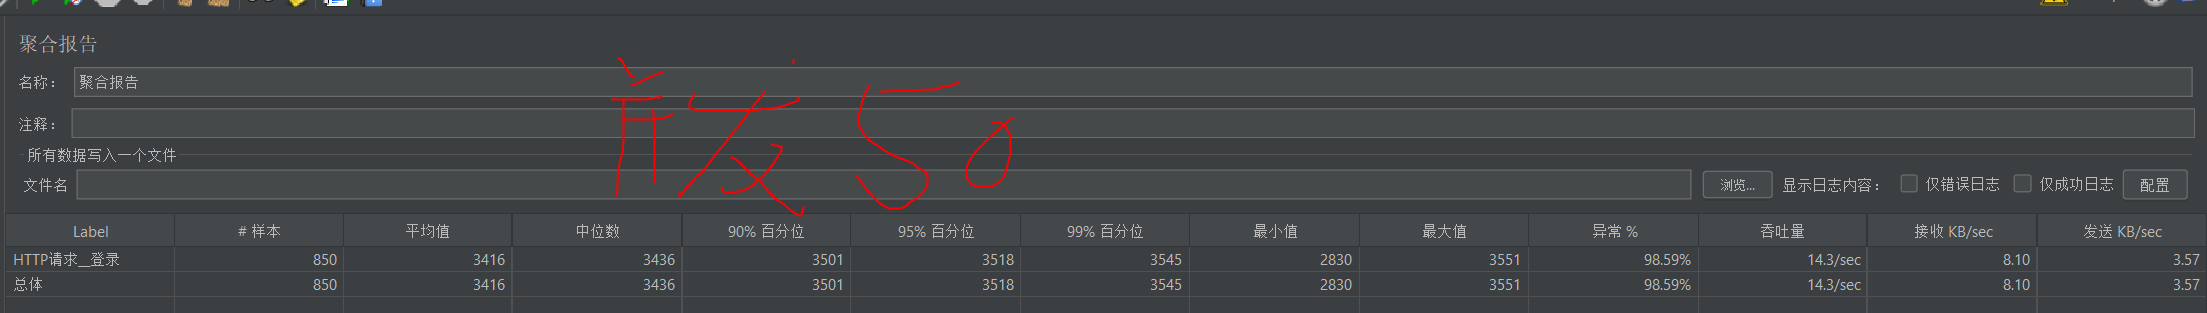 聚合报告
名称： 聚合报告
注释：
所有数据写入一个文件
文件名 浏览... 显示日志内容： 仅错误日志 仅成功日志 配置
并发50
Label # 样本 平均值 中位数 90% 百分位 95% 百分位 99% 百分位 最小值 最大值 异常 % 吞吐量 接收 KB/sec 发送 KB/sec
HTTP请求__登录 850 3416 3436 3501 3518 3545 2830 3551 98.59% 14.3/sec 8.10 3.57
总体 850 3416 3436 3501 3518 3545 2830 3551 98.59% 14.3/sec 8.10 3.57